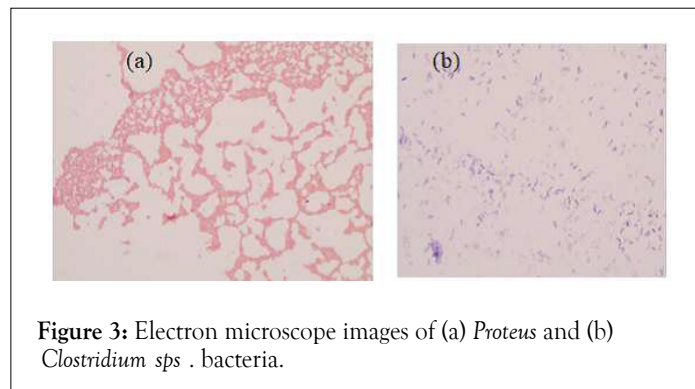 (a)
(b)
Figure 3: Electron microscope images of (a) Proteus and (b)
Clostridium sps . bacteria.